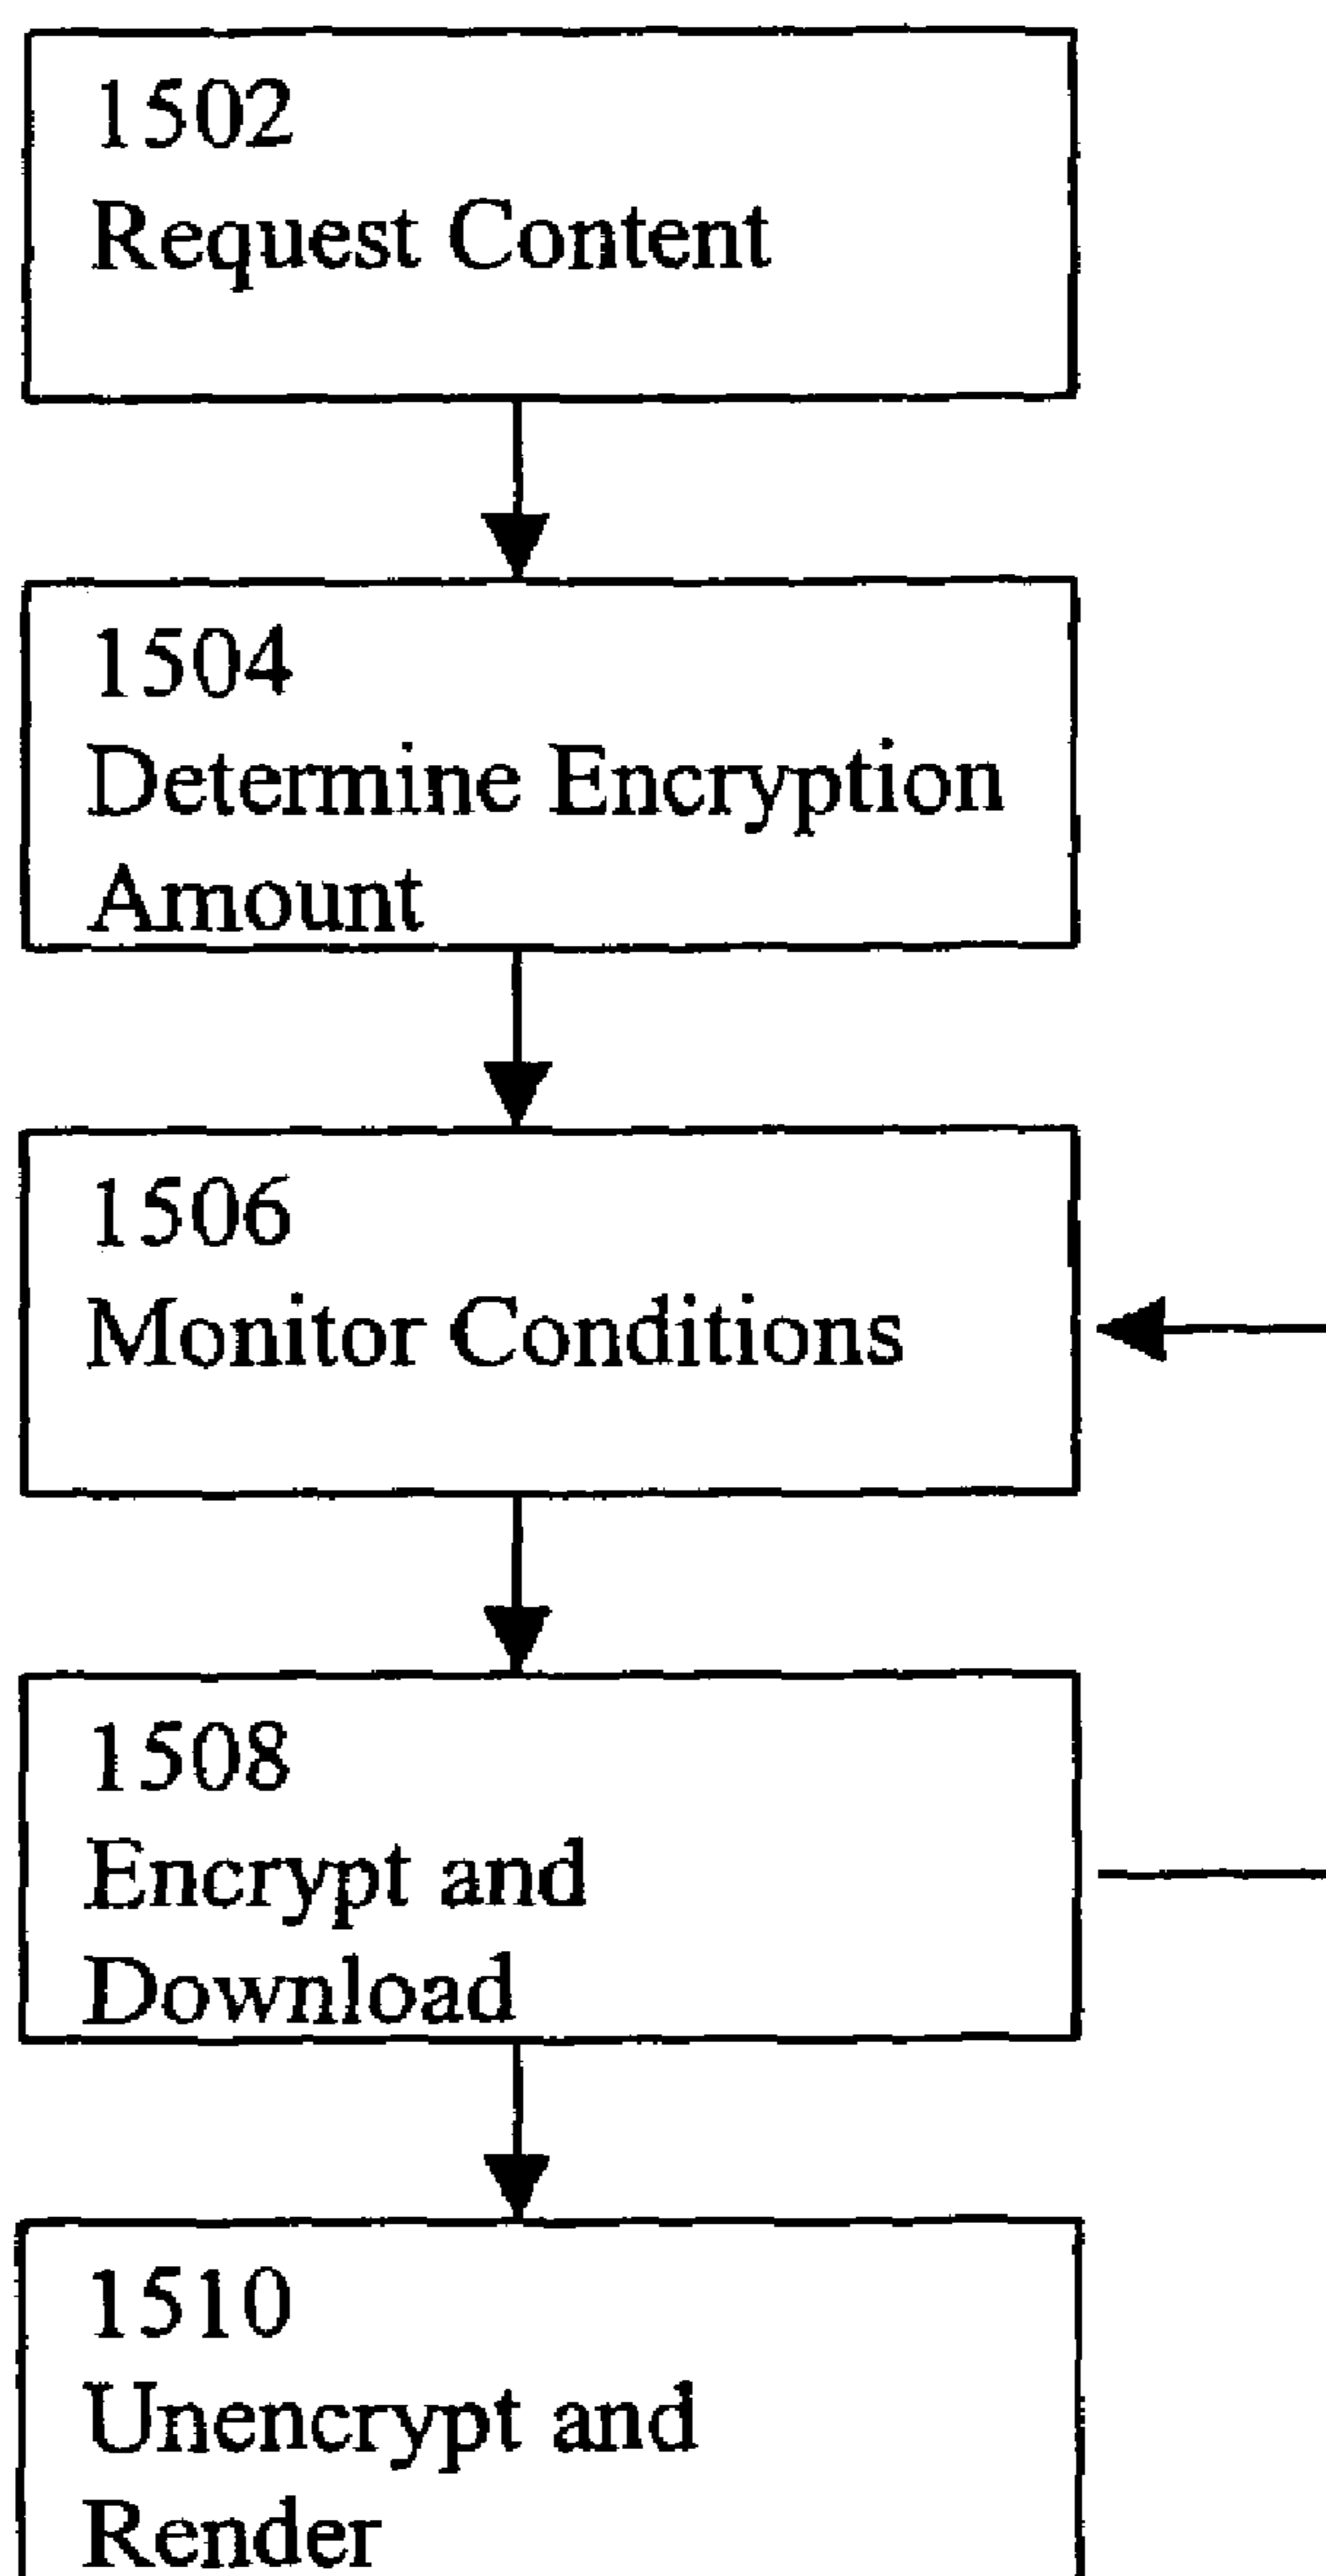 1502
Request Content
1504
Determine Encryption
Amount
1506
Monitor Conditions
1508
Encrypt and
Download
1510
Unencrypt and
Render